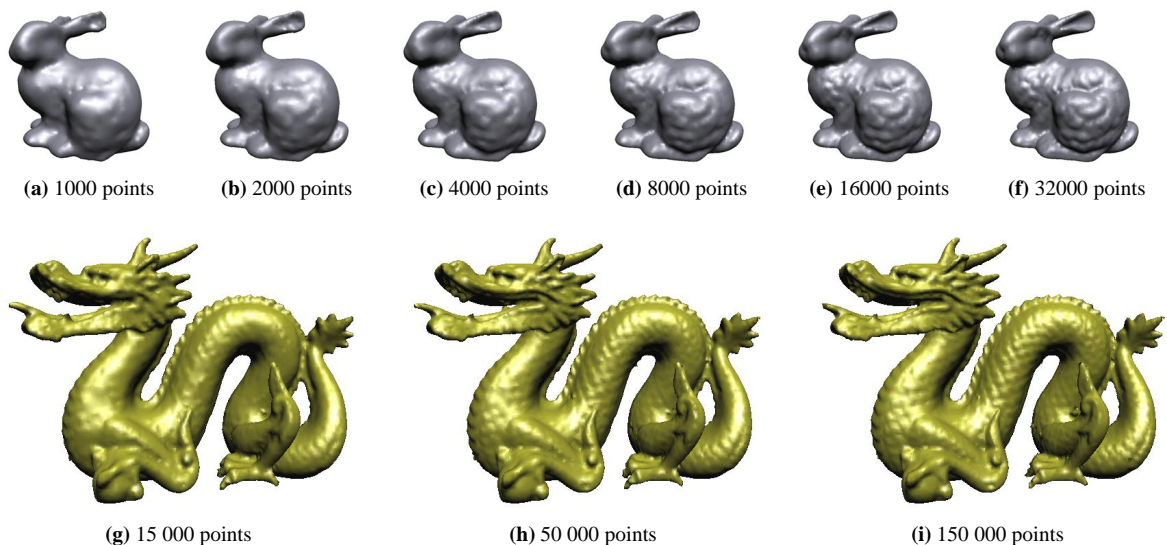 (a) 1000 points
(b) 2000 points
(c) 4000 points
(d) 8000 points
(e) 16000 points
(f) 32000 points
(g) 15 000 points
(h) 50 000 points
(i) 150 000 points